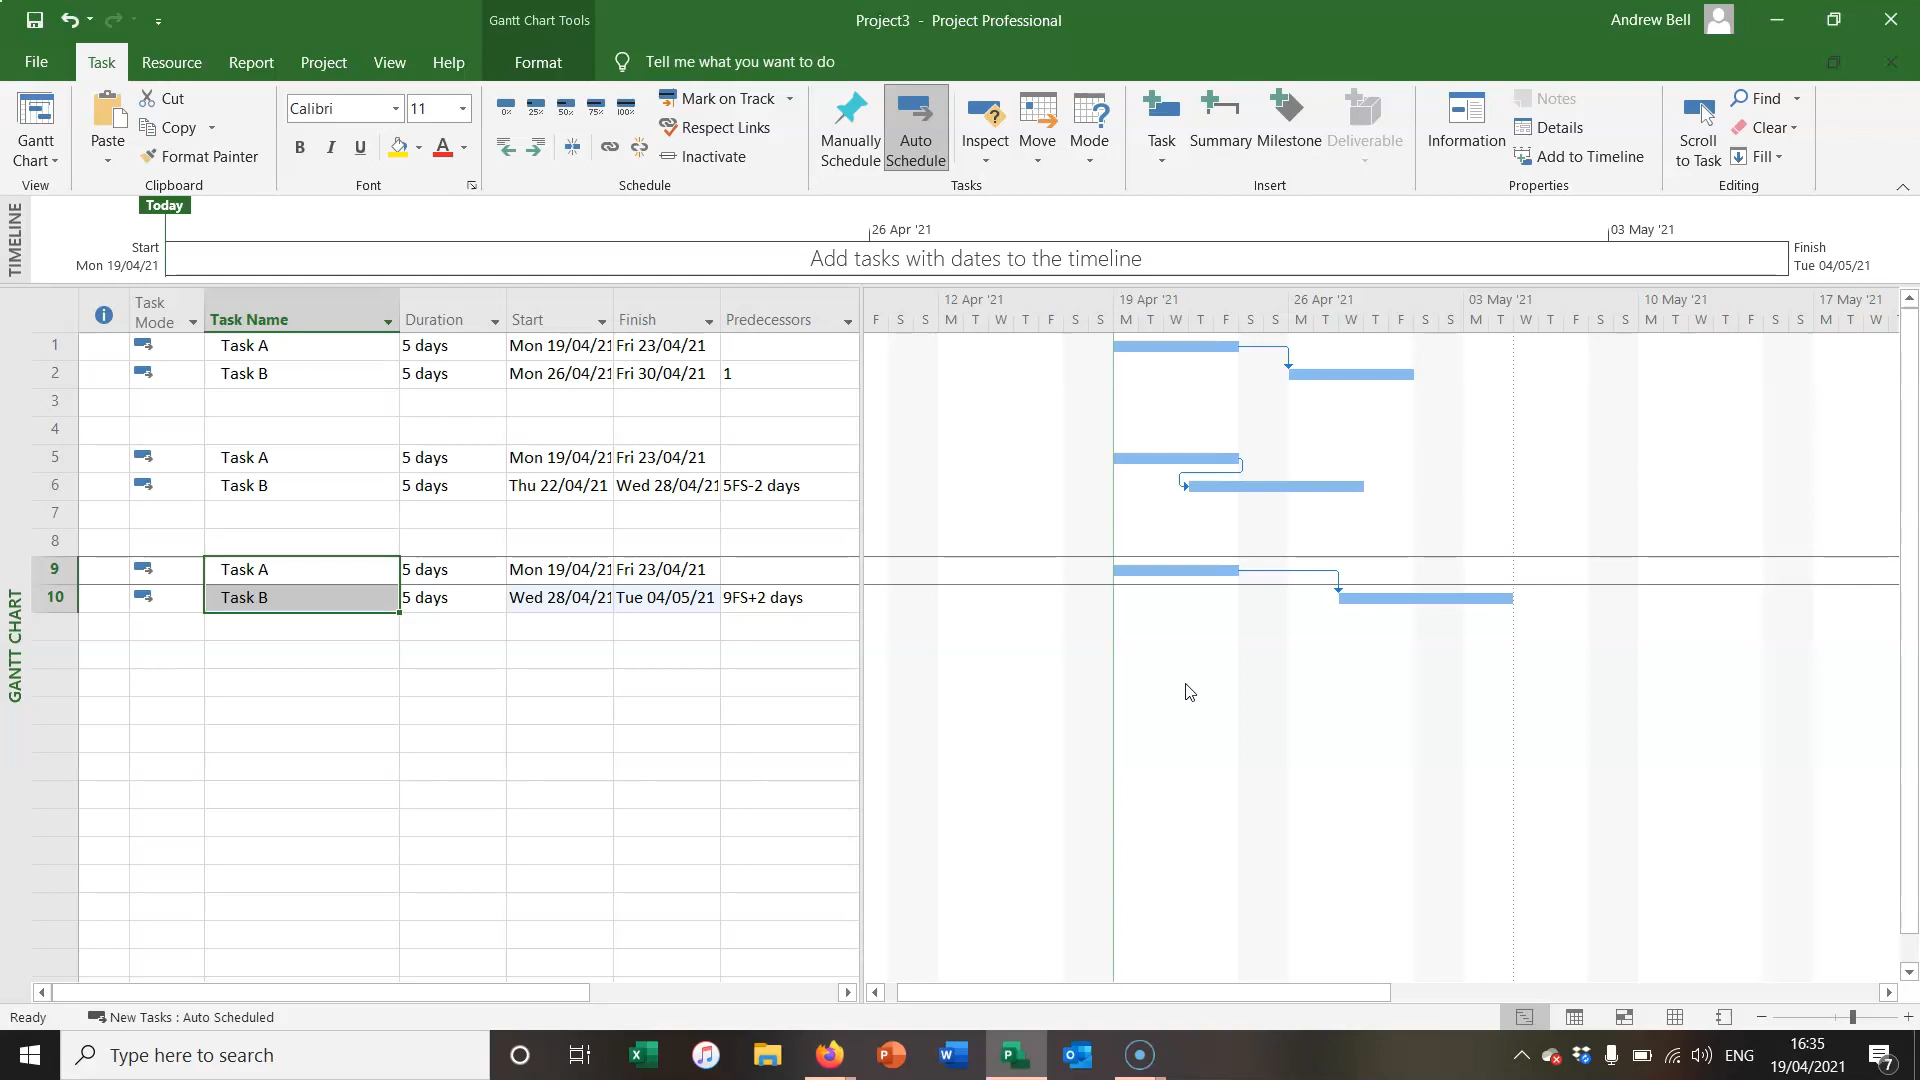 Gantt Chart Tools
Project3 - Project Professional
Andrew Bell
File Task Resource Report Project View Help Format Tell me what you want to do
Gantt Chart
View
Paste
Cut
Copy
Format Painter
Clipboard
Calibri 11
B I U A
Font
0% 25% 50% 75% 100%
Mark on Track
Respect Links
Inactivate
Schedule
Manually Schedule
Auto Schedule
Inspect
Move
Mode
Tasks
Task
Summary
Milestone
Deliverable
Insert
Information
Notes
Details
Add to Timeline
Properties
Scroll to Task
Find
Clear
Fill
Editing
TIMELINE
Today
26 Apr '21 03 May '21
Start
Mon 19/04/21
Add tasks with dates to the timeline
Finish
Tue 04/05/21
GANTT CHART
Task Mode Task Name Duration Start Finish Predecessors
12 Apr '21 19 Apr '21 26 Apr '21 03 May '21 10 May '21 17 May '21
F S S M T W T F S S M T W T F S S M T W T F S S M T W T F S S M T W T F S S M T W
1 Task A 5 days Mon 19/04/21 Fri 23/04/21
2 Task B 5 days Mon 26/04/21 Fri 30/04/21 1
3
4
5 Task A 5 days Mon 19/04/21 Fri 23/04/21
6 Task B 5 days Thu 22/04/21 Wed 28/04/21 5FS-2 days
7
8
9 Task A 5 days Mon 19/04/21 Fri 23/04/21
10 Task B 5 days Wed 28/04/21 Tue 04/05/21 9FS+2 days
Ready New Tasks : Auto Scheduled
Type here to search
ENG
16:35
19/04/2021
7